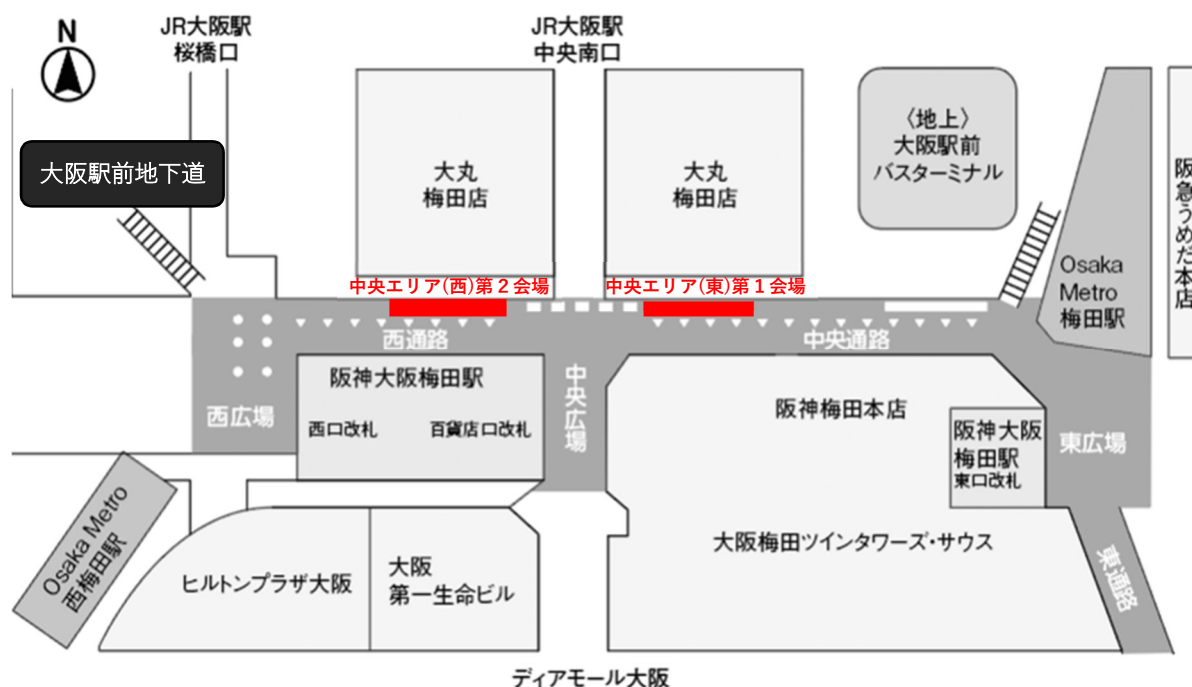 N
JR大阪駅
桜橋口
JR大阪駅
中央南口
大阪駅前地下道
大丸
梅田店
大丸
梅田店
〈地上〉
大阪駅前
バスターミナル
阪急うめだ本店
Osaka
Metro
梅田駅
中央エリア(西)第２会場
中央エリア(東)第１会場
西通路
中央通路
阪神大阪梅田駅
西口改札
百貨店口改札
西広場
中央広場
阪神梅田本店
阪神大阪
梅田駅
東口改札
東広場
Osaka Metro
西梅田駅
ヒルトンプラザ大阪
大阪
第一生命ビル
大阪梅田ツインタワーズ・サウス
東通路
ディアモール大阪